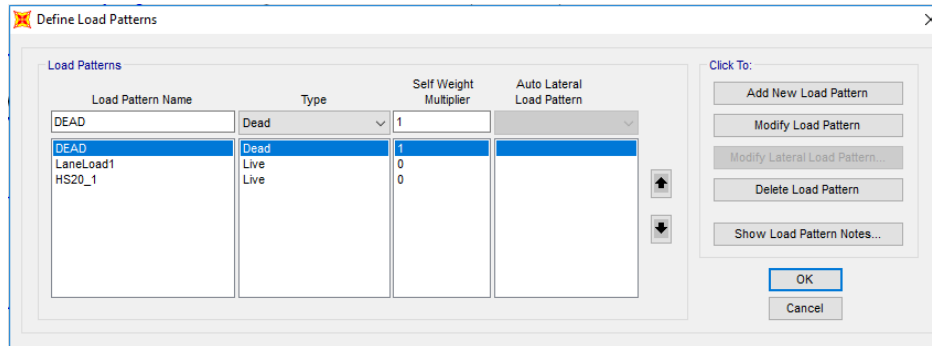 Define Load Patterns
Load Patterns
Click To:
Load Pattern Name
Type
Self Weight
Multiplier
Auto Lateral
Load Pattern
DEAD
Dead
1
DEAD
Dead
1
LaneLoad1
Live
0
HS20_1
Live
0
Add New Load Pattern
Modify Load Pattern
Modify Lateral Load Pattern...
Delete Load Pattern
Show Load Pattern Notes...
OK
Cancel